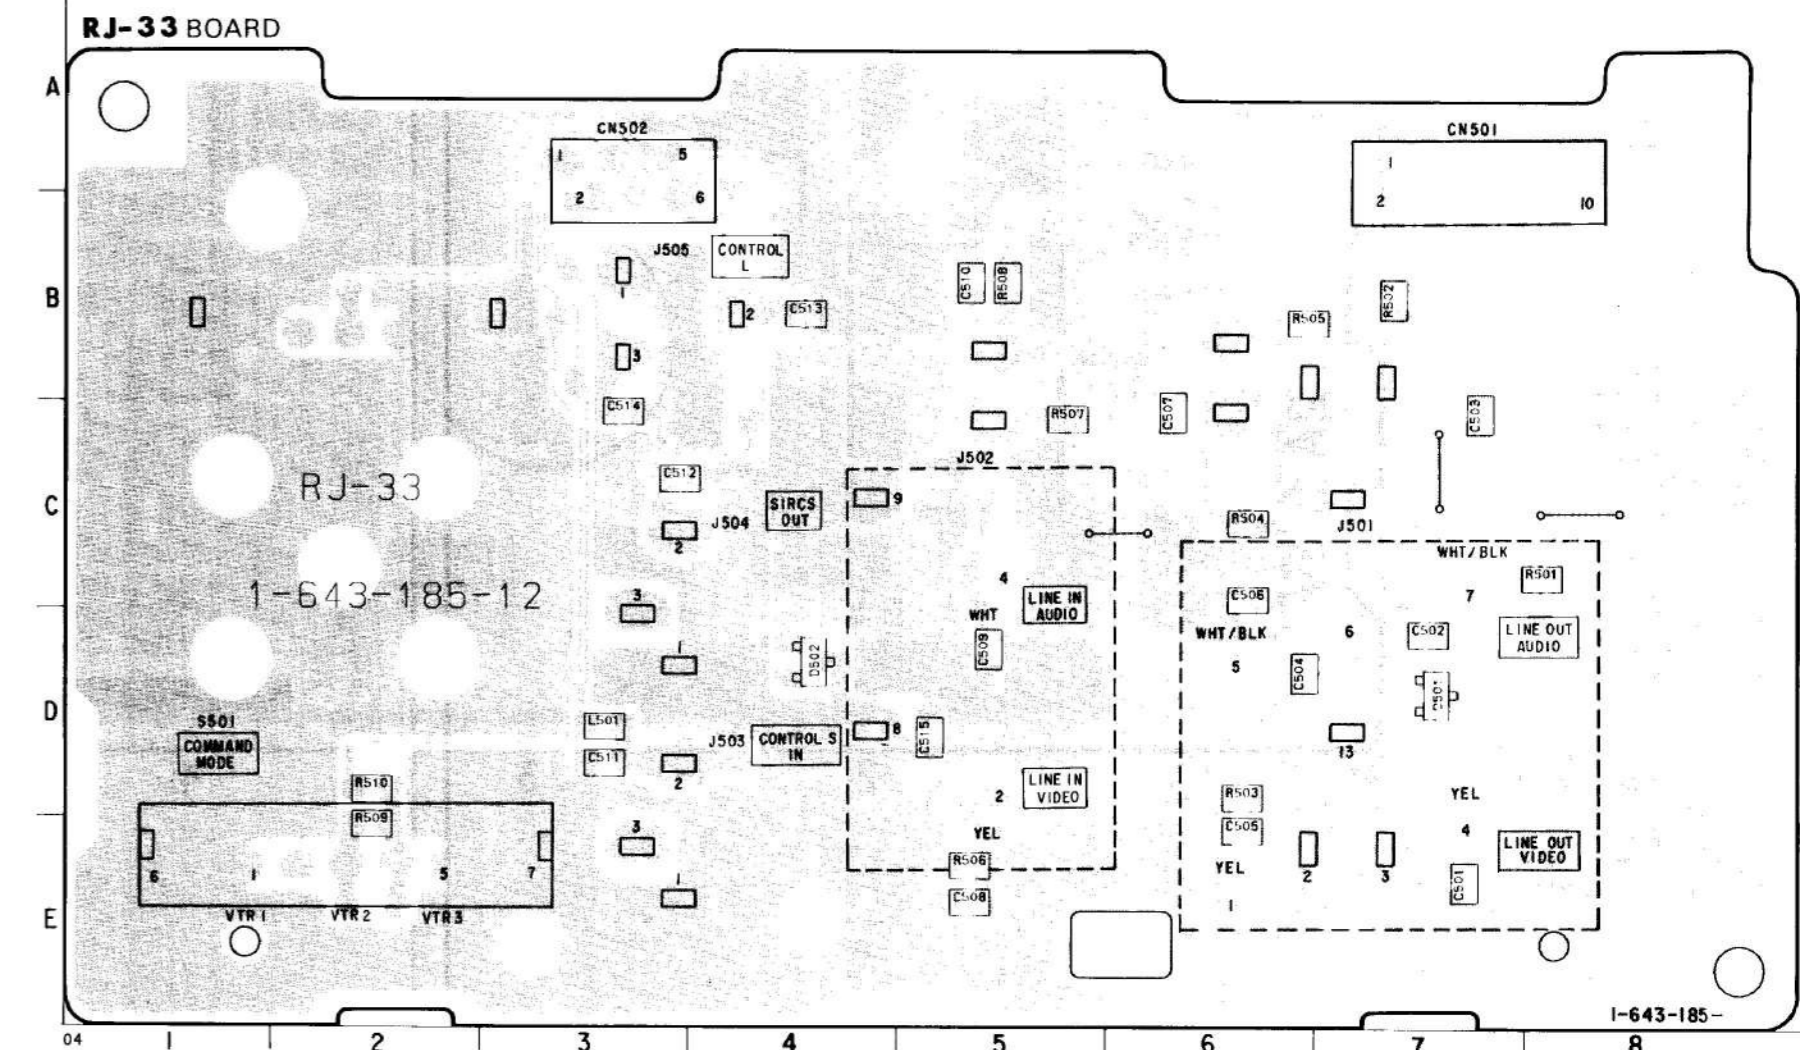 RJ-33 BOARD
A
CN502
CN501
1 5
1
2 6
2 10
J505
CONTROL
L
C510
R508
B
R502
1
2
C513
R505
3
C514
R507
C507
C503
J502
C512
RJ-33
C
9
SIRCS
OUT
J504
R504
J501
2
WHT/BLK
4
R501
1-643-185-12
3
LINE IN
AUDIO
C506
7
WHT
WHT/BLK
6
C502
LINE OUT
AUDIO
1
D502
C509
5
C504
D501
D
S501
L501
COMMAND
MODE
J503
CONTROL S
IN
8
C515
13
C511
2
R510
LINE IN
VIDEO
2
R503
YEL
R509
3
YEL
C505
4
LINE OUT
VIDEO
R506
YEL
6 1 5 7
1
2
3
C501
C508
1
E
VTR1 VTR2 VTR3
1-643-185-
04 1 2 3 4 5 6 7 8